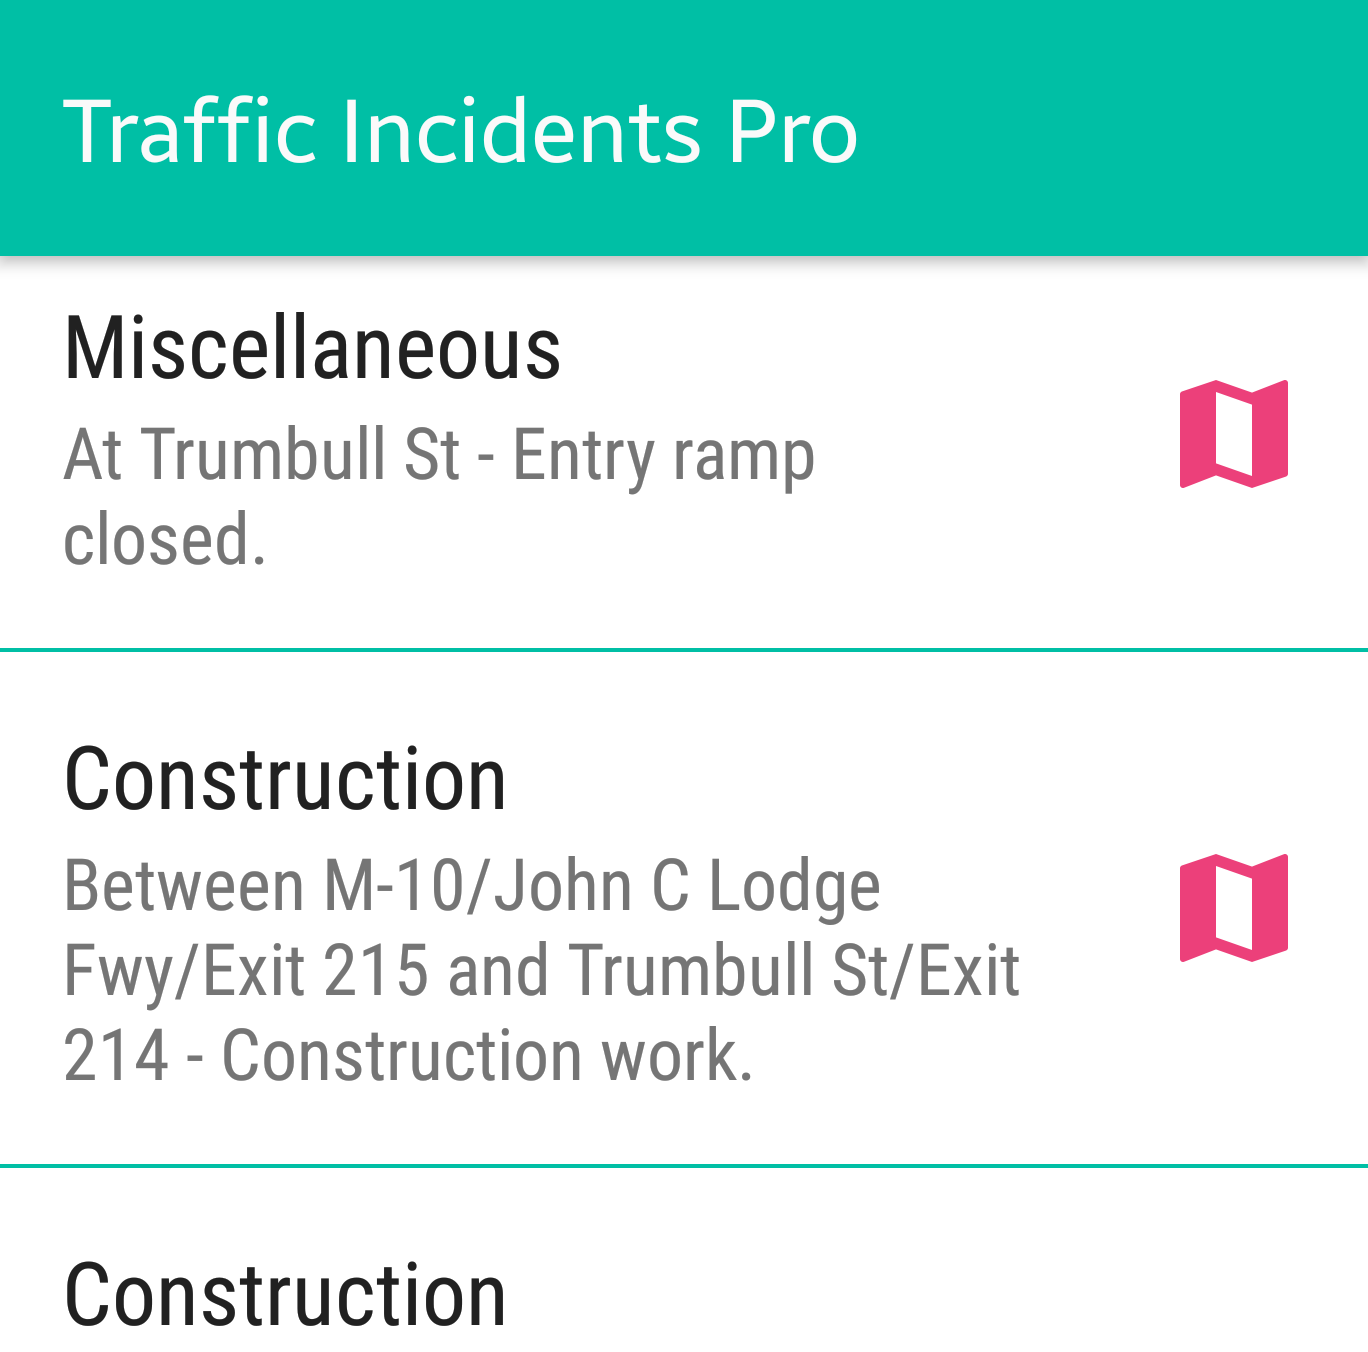 Traffic Incidents Pro
Miscellaneous
At Trumbull St - Entry ramp
closed.
Construction
Between M-10/John C Lodge
Fwy/Exit 215 and Trumbull St/Exit
214 - Construction work.
Construction